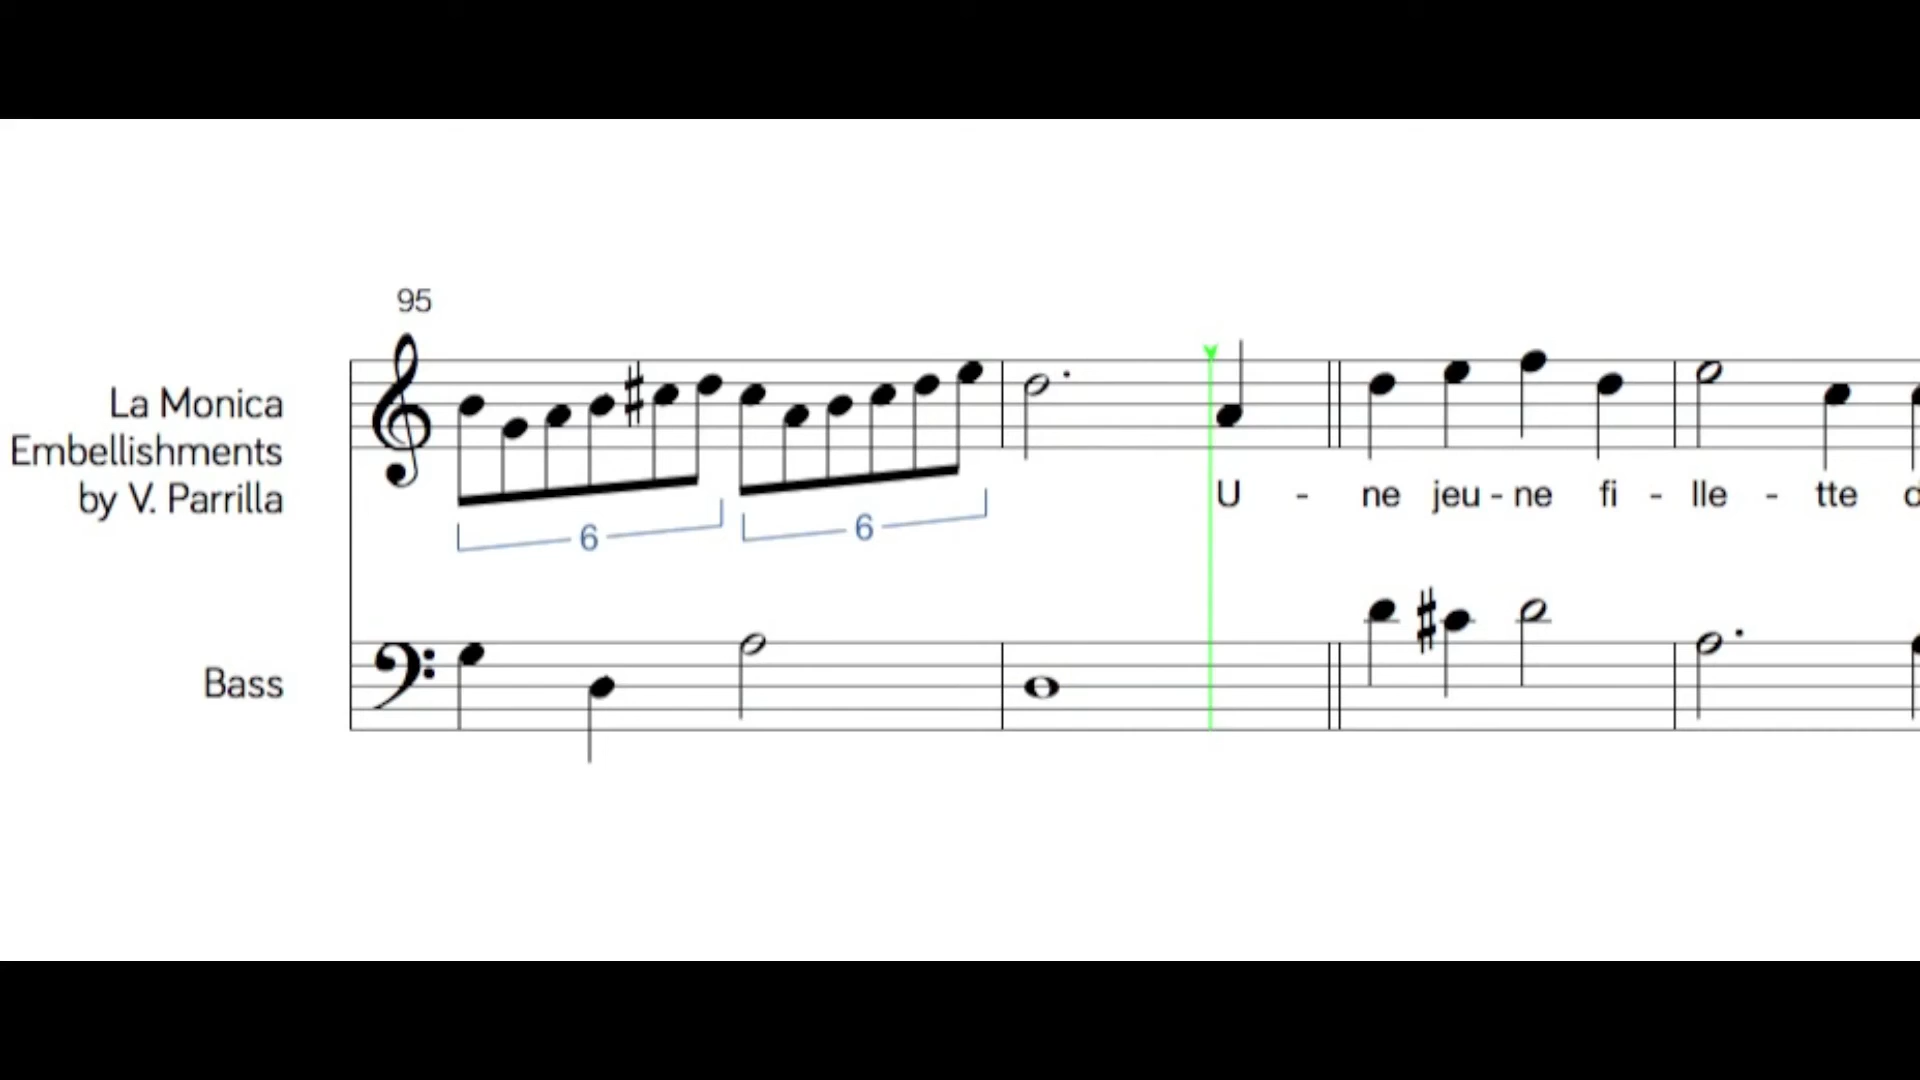 95
La Monica
Embellishments
by V. Parrilla
U - ne jeu - ne fi - lle - tte
6 6
Bass